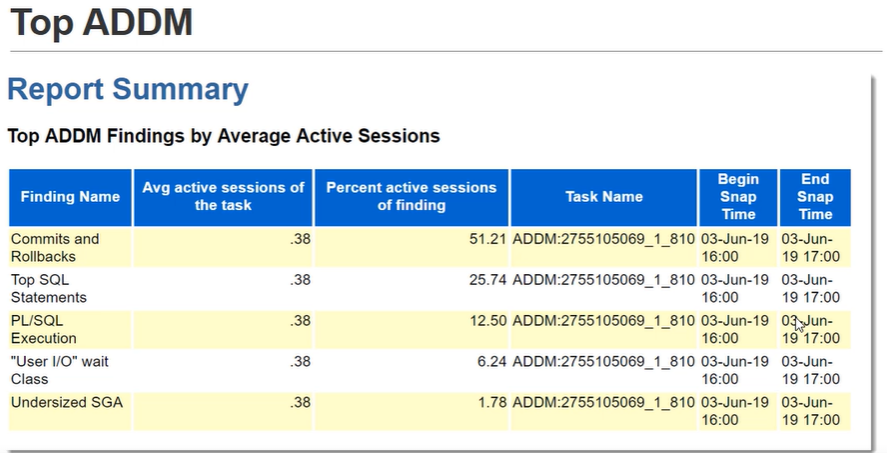 Top ADDM
Report Summary
Top ADDM Findings by Average Active Sessions
Finding Name
Avg active sessions of
the task
Percent active sessions
of finding
Task Name
Begin
Snap
Time
End
Snap
Time
Commits and
Rollbacks
.38
51.21
ADDM:2755105069_1_810
03-Jun-19
16:00
03-Jun-
19 17:00
Top SQL
Statements
.38
25.74
ADDM:2755105069_1_810
03-Jun-19
16:00
03-Jun-
19 17:00
PL/SQL
Execution
.38
12.50
ADDM:2755105069_1_810
03-Jun-19
16:00
03-Jun-
19 17:00
"User I/O" wait
Class
.38
6.24
ADDM:2755105069_1_810
03-Jun-19
16:00
03-Jun-
19 17:00
Undersized SGA
.38
1.78
ADDM:2755105069_1_810
03-Jun-19
16:00
03-Jun-
19 17:00